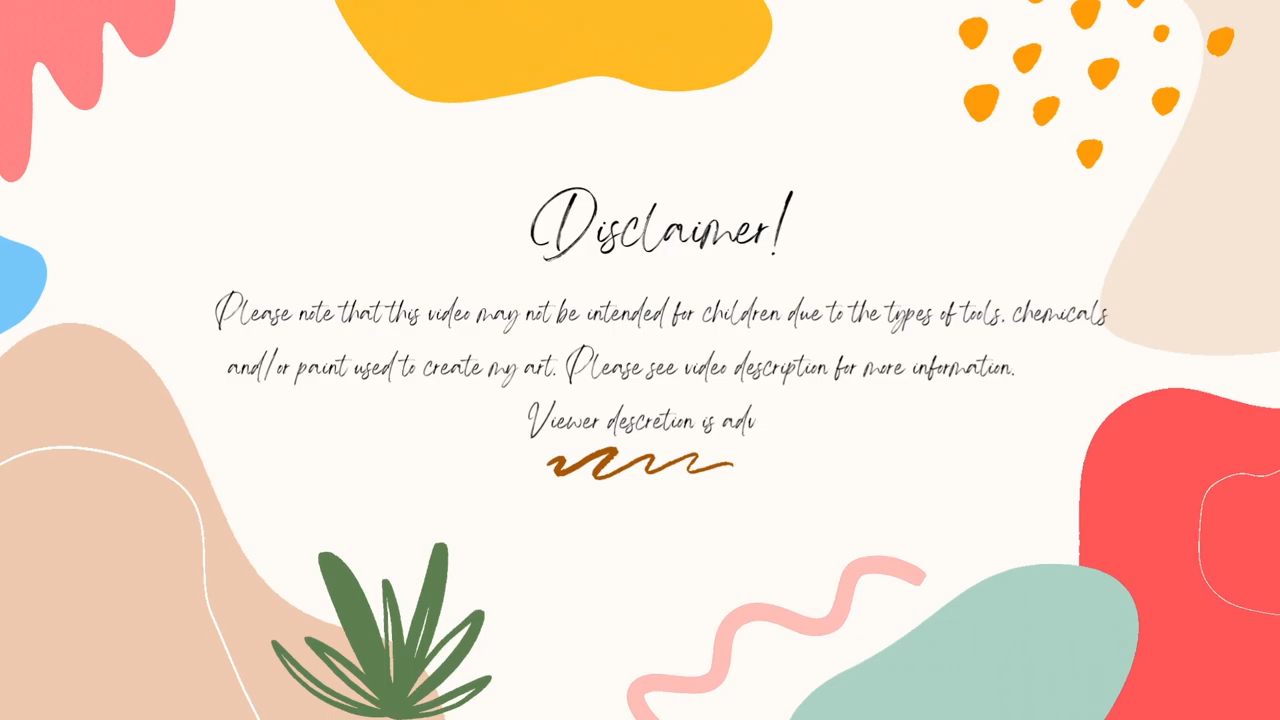 Disclaimer!
Please note that this video may not be intended for children due to the types of tools, chemicals
and/or paint used to create my art. Please see video description for more information.
Viewer descretion is adv